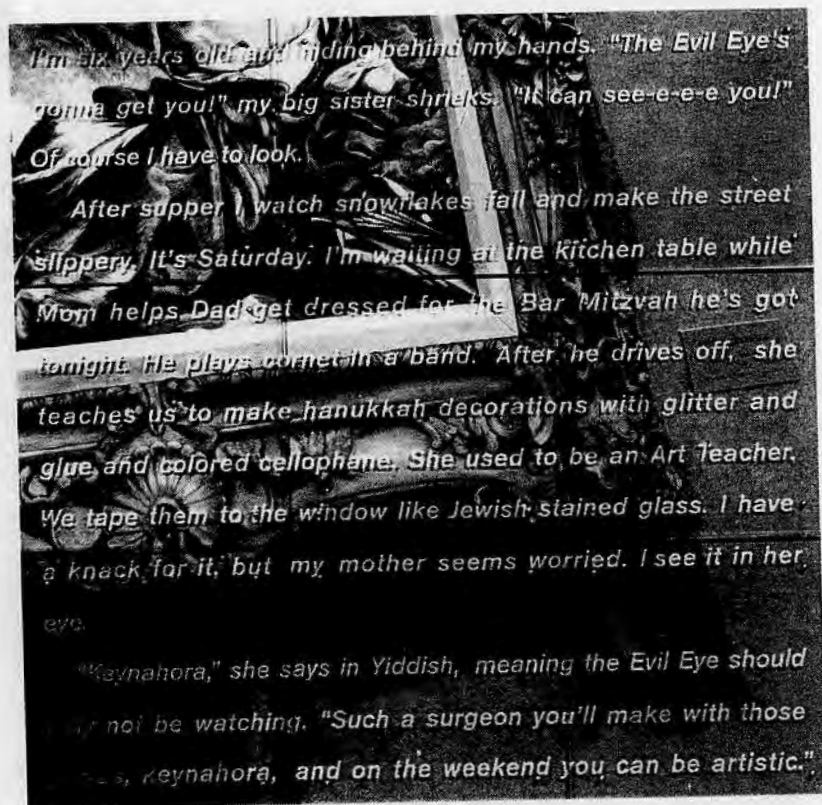 I'm six years old and hiding behind my hands. "The Evil Eye's
gonna get you!" my big sister shrieks. "It can see-e-e-e you!"
Of course I have to look.
After supper I watch snowflakes fall and make the street
slippery. It's Saturday. I'm waiting at the kitchen table while
Mom helps Dad get dressed for the Bar Mitzvah he's got
tonight. He plays cornet in a band. After he drives off, she
teaches us to make hanukkah decorations with glitter and
glue and colored cellophane. She used to be an Art Teacher.
We tape them to the window like Jewish stained glass. I have
a knack for it, but my mother seems worried. I see it in her
eye.
"Keynahora," she says in Yiddish, meaning the Evil Eye should
not be watching. "Such a surgeon you'll make with those
Keynahora, and on the weekend you can be artistic."